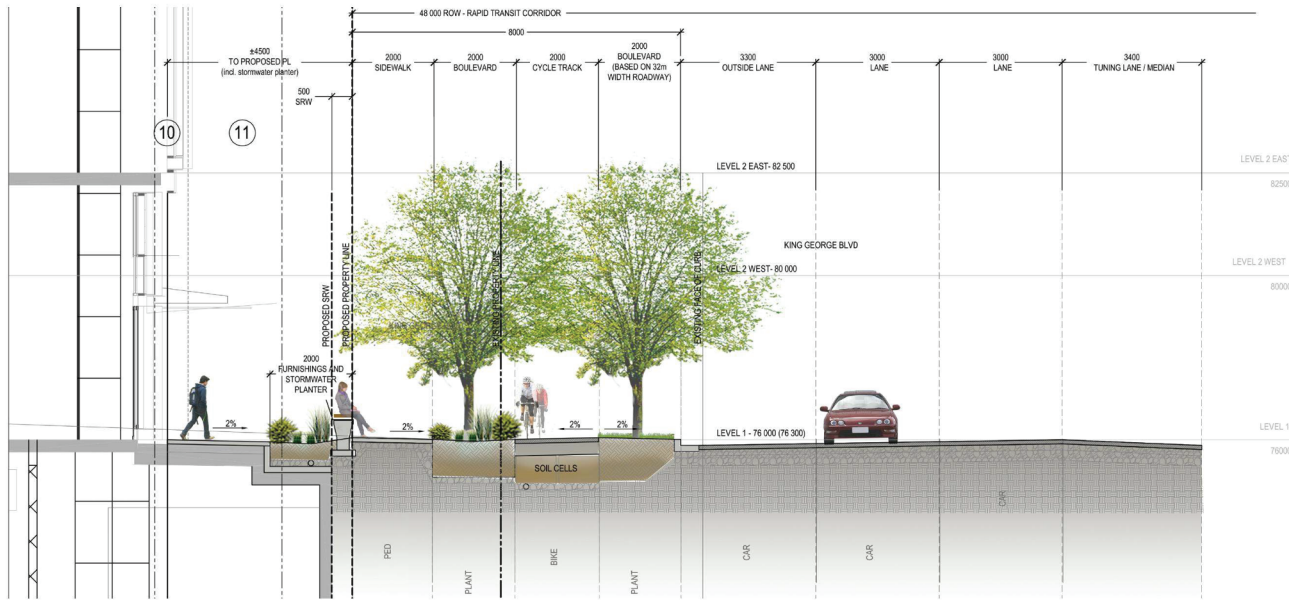 48 000 ROW - RAPID TRANSIT CORRIDOR
8000
±4500
TO PROPOSED PL
(incl. stormwater planter)
2000
SIDEWALK
2000
BOULEVARD
2000
CYCLE TRACK
2000
BOULEVARD
(BASED ON 32m
WIDTH ROADWAY)
3300
OUTSIDE LANE
3000
LANE
3000
LANE
3400
TUNING LANE / MEDIAN
500
SRW
10
11
LEVEL 2 EAST- 82 500
LEVEL 2 EAST
82500
KING GEORGE BLVD
LEVEL 2 WEST- 80 000
LEVEL 2 WEST
80000
PROPOSED SRW
PROPOSED PROPERTY LINE
EXISTING PROPERTY LINE
EXISTING FACE OF CURB
2000
FURNISHINGS AND
STORMWATER
PLANTER
2%
2%
2%
2%
LEVEL 1 - 76 000 (76 300)
LEVEL 1
76000
SOIL CELLS
PED
PLANT
BIKE
PLANT
CAR
CAR
CAR